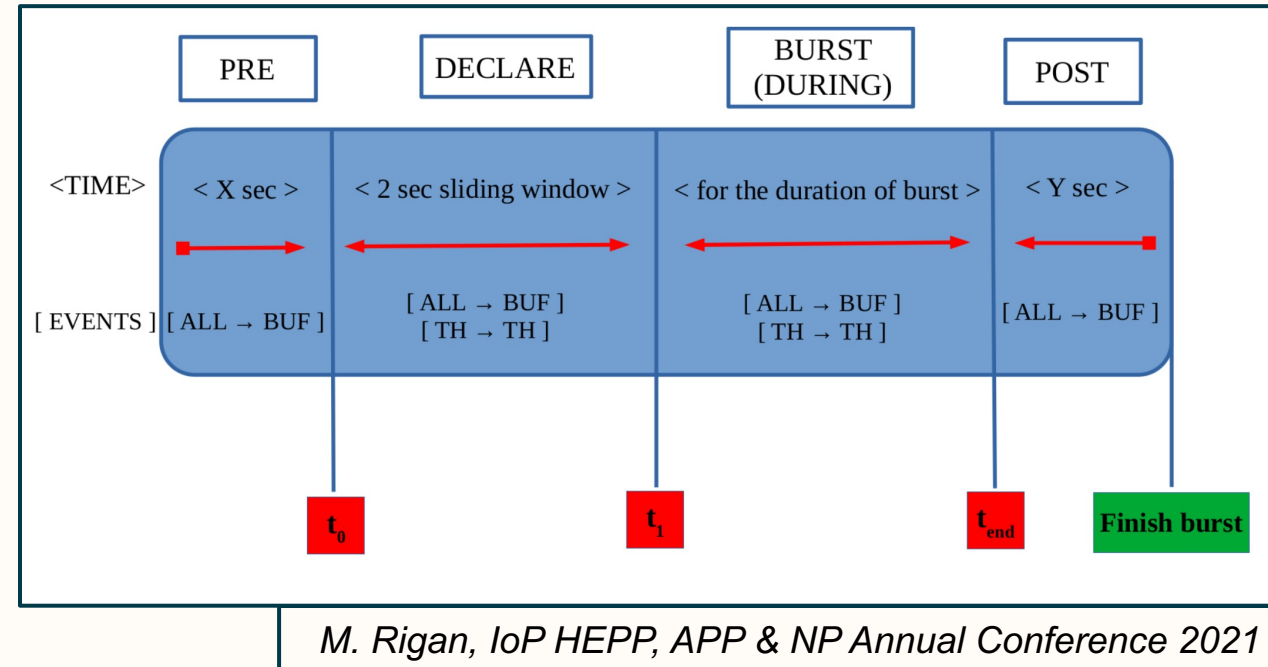 PRE
DECLARE
BURST
(DURING)
POST
<TIME>
< X sec >
< 2 sec sliding window >
< for the duration of burst >
< Y sec >
[ EVENTS ]
[ ALL → BUF ]
[ ALL → BUF ]
[ TH → TH ]
[ ALL → BUF ]
[ TH → TH ]
[ ALL → BUF ]
t0
t1
tend
Finish burst
M. Rigan, IoP HEPP, APP & NP Annual Conference 2021